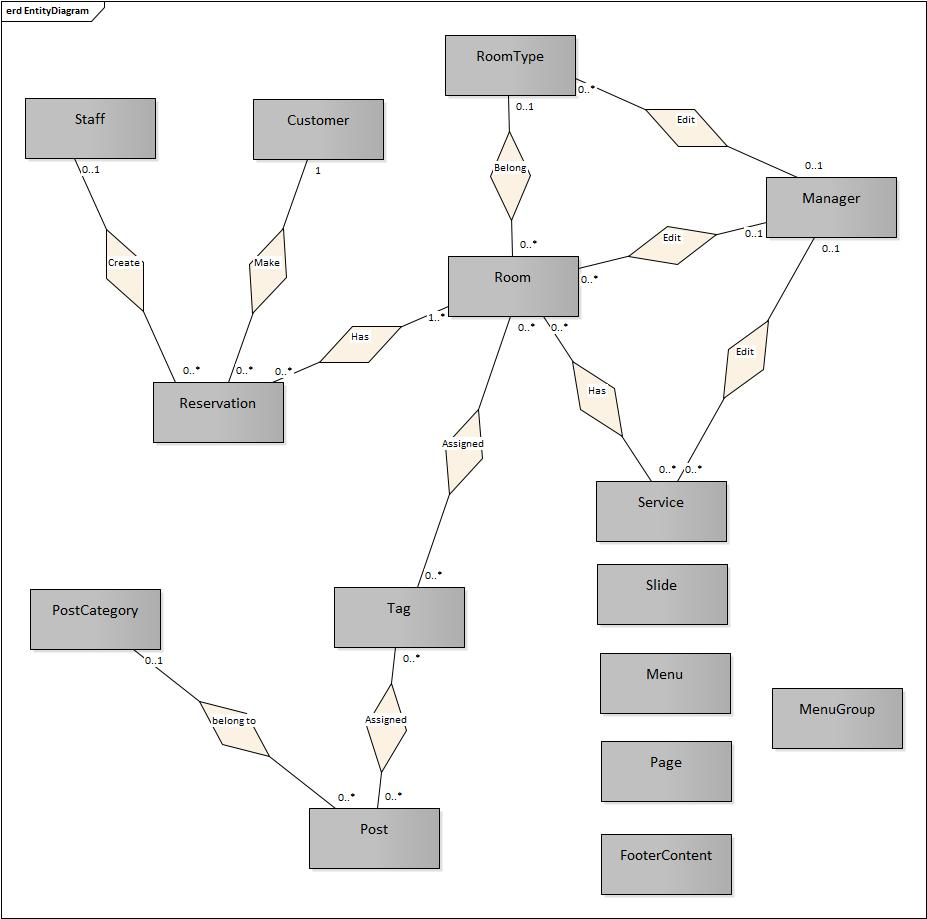 erd EntityDiagram
RoomType
0..*
0..1
Edit
Staff
Customer
0..1
1
Belong
0..1
Manager
0..1
0..1
Edit
0..*
0..*
Create
Make
Room
1..*
0..*
0..*
Has
Edit
0..*
0..*
0..*
Has
Reservation
Assigned
0..*
0..*
Service
0..*
Slide
PostCategory
Tag
0..1
0..*
Menu
belong to
Assigned
MenuGroup
Page
0..*
0..*
Post
FooterContent